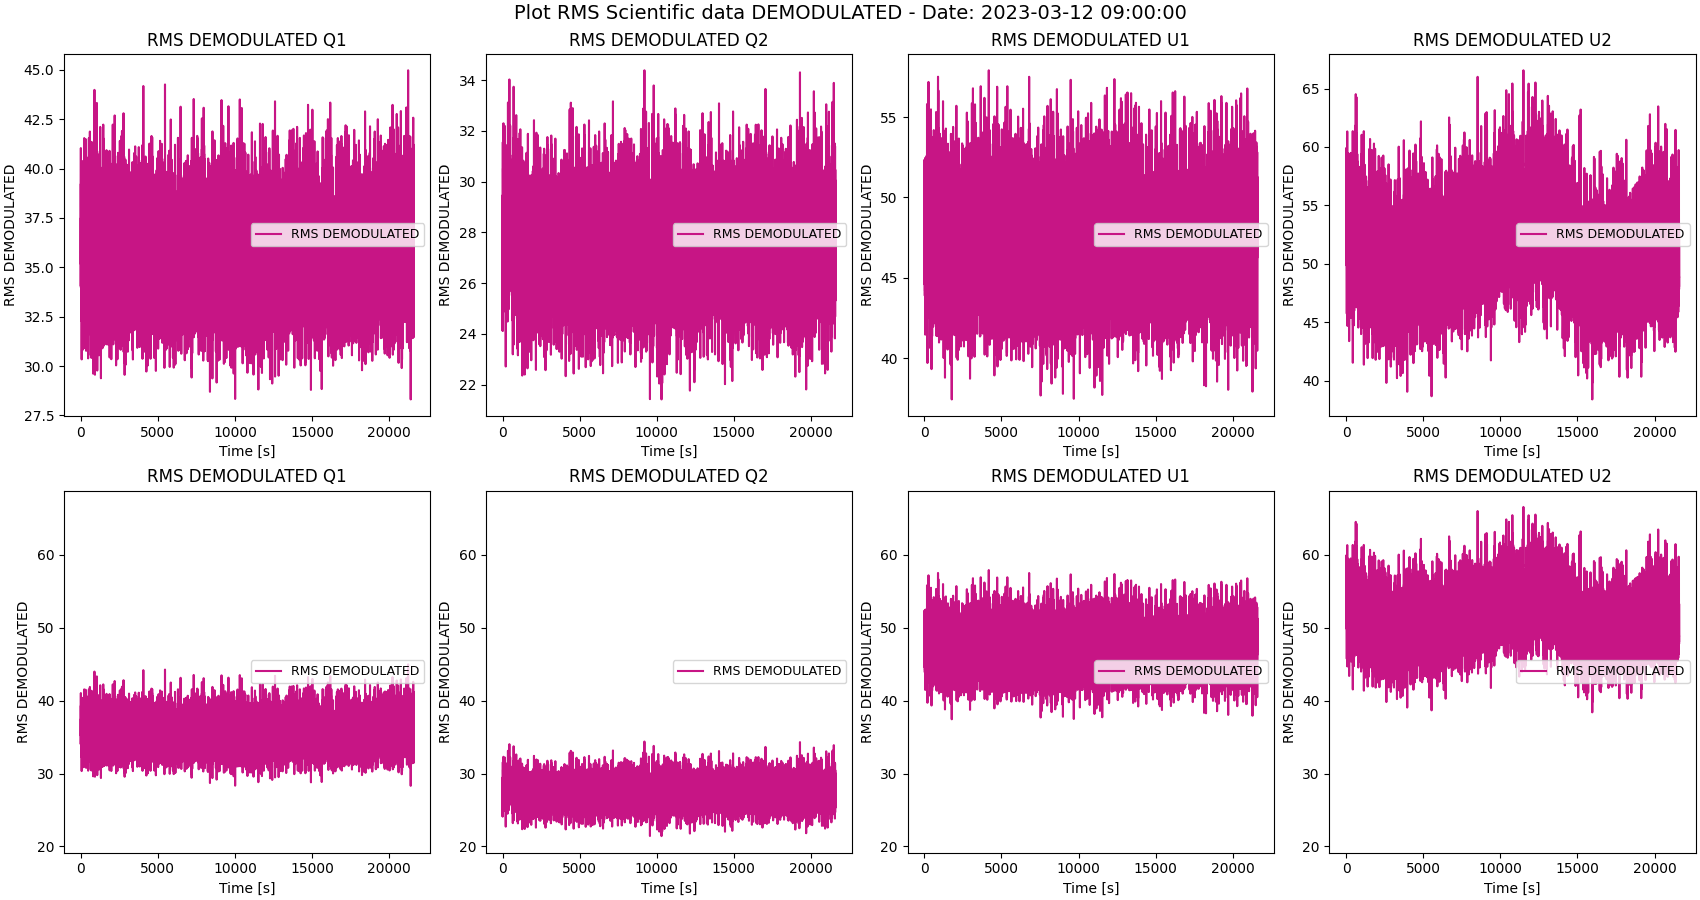 Plot RMS Scientific data DEMODULATED - Date: 2023-03-12 09:00:00
RMS DEMODULATED Q1
RMS DEMODULATED
45.0
42.5
40.0
37.5
35.0
32.5
30.0
27.5
RMS DEMODULATED
0 5000 10000 15000 20000
Time [s]
RMS DEMODULATED Q2
RMS DEMODULATED
34
32
30
28
26
24
22
RMS DEMODULATED
0 5000 10000 15000 20000
Time [s]
RMS DEMODULATED U1
RMS DEMODULATED
55
50
45
40
RMS DEMODULATED
0 5000 10000 15000 20000
Time [s]
RMS DEMODULATED U2
RMS DEMODULATED
65
60
55
50
45
40
RMS DEMODULATED
0 5000 10000 15000 20000
Time [s]
RMS DEMODULATED Q1
RMS DEMODULATED
60
50
40
30
20
RMS DEMODULATED
0 5000 10000 15000 20000
Time [s]
RMS DEMODULATED Q2
RMS DEMODULATED
60
50
40
30
20
RMS DEMODULATED
0 5000 10000 15000 20000
Time [s]
RMS DEMODULATED U1
RMS DEMODULATED
60
50
40
30
20
RMS DEMODULATED
0 5000 10000 15000 20000
Time [s]
RMS DEMODULATED U2
RMS DEMODULATED
60
50
40
30
20
RMS DEMODULATED
0 5000 10000 15000 20000
Time [s]